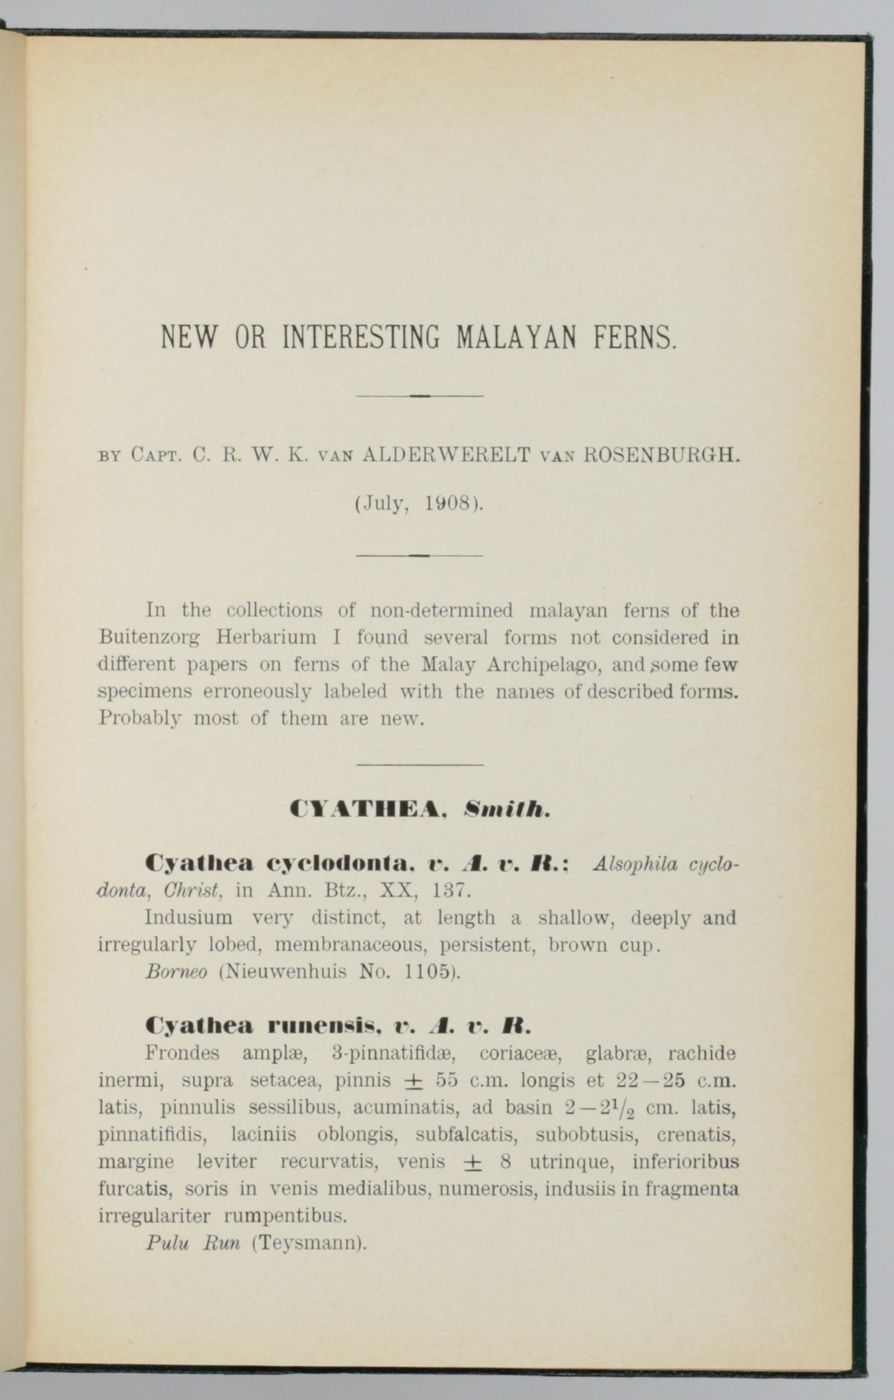 NEW OR INTERESTING MALAYAN FERNS.
BY CAPT. C. R. W. K. VAN ALDERWERELT VAN ROSENBURGH.
(July, 1908).
In the collections of non-determined malayan ferns of the
Buitenzorg Herbarium I found several forms not considered in
different papers on ferns of the Malay Archipelago, and some few
specimens erroneously labeled with the names of described forms.
Probably most of them are new.
CYATHEA, Smith.
Cyathea cyclodonta, v. A. v. R.: Alsophila cyclo-
donta, Christ, in Ann. Btz., XX, 137.
Indusium very distinct, at length a shallow, deeply and
irregularly lobed, membranaceous, persistent, brown cup.
Borneo (Nieuwenhuis No. 1105).
Cyathea runensis, v. A. v. R.
Frondes amplæ, 3-pinnatifidæ, coriaceæ, glabræ, rachide
inermi, supra setacea, pinnis ± 55 c.m. longis et 22—25 c.m.
latis, pinnulis sessilibus, acuminatis, ad basin 2—2¹/₂ cm. latis,
pinnatifidis, laciniis oblongis, subfalcatis, subobtusis, crenatis,
margine leviter recurvatis, venis ± 8 utrinque, inferioribus
furcatis, soris in venis medialibus, numerosis, indusiis in fragmenta
irregulariter rumpentibus.
Pulu Run (Teysmann).